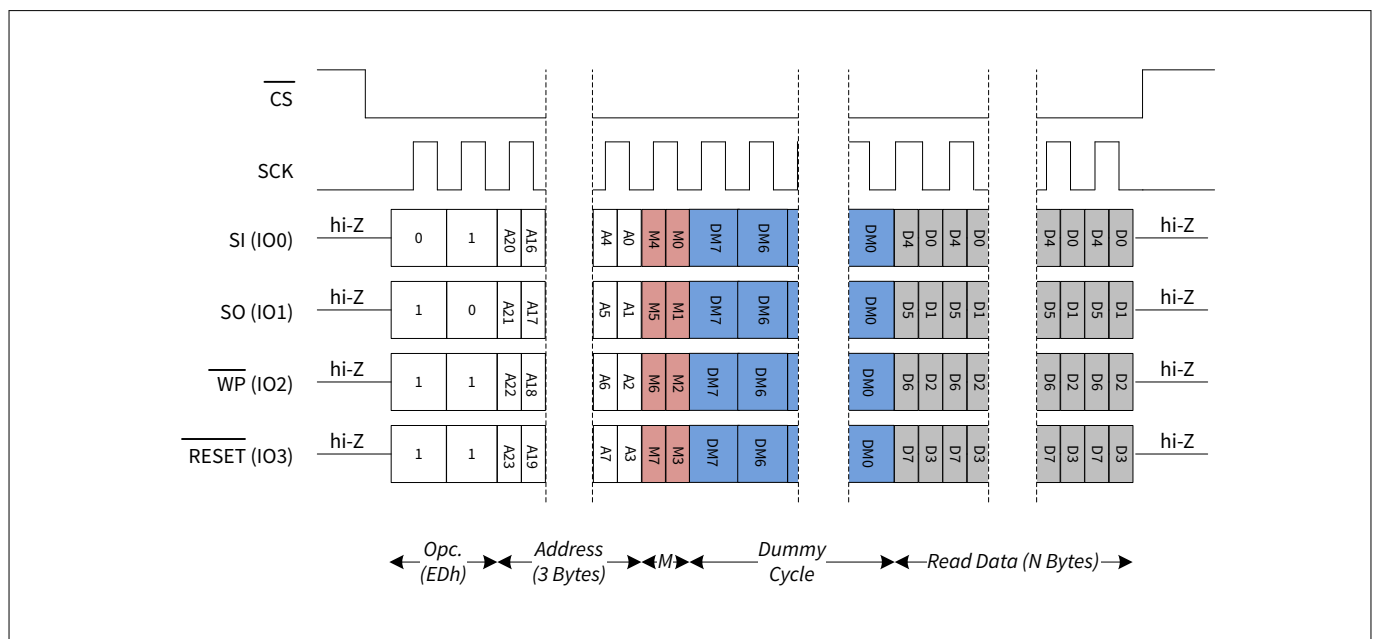 CS
SCK
SI (IO0) hi-Z 0 1 A20 A16 A4 A0 M4 M0 DM7 DM6 DM0 D4 D0 D4 D0 D4 D0 D4 D0 hi-Z
SO (IO1) hi-Z 1 0 A21 A17 A5 A1 M5 M1 DM7 DM6 DM0 D5 D1 D5 D1 D5 D1 D5 D1 hi-Z
WP (IO2) hi-Z 1 1 A22 A18 A6 A2 M6 M2 DM7 DM6 DM0 D6 D2 D6 D2 D6 D2 D6 D2 hi-Z
RESET (IO3) hi-Z 1 1 A23 A19 A7 A3 M7 M3 DM7 DM6 DM0 D7 D3 D7 D3 D7 D3 D7 D3 hi-Z
Opc. Address M Dummy Read Data (N Bytes)
(EDh) (3 Bytes) Cycle